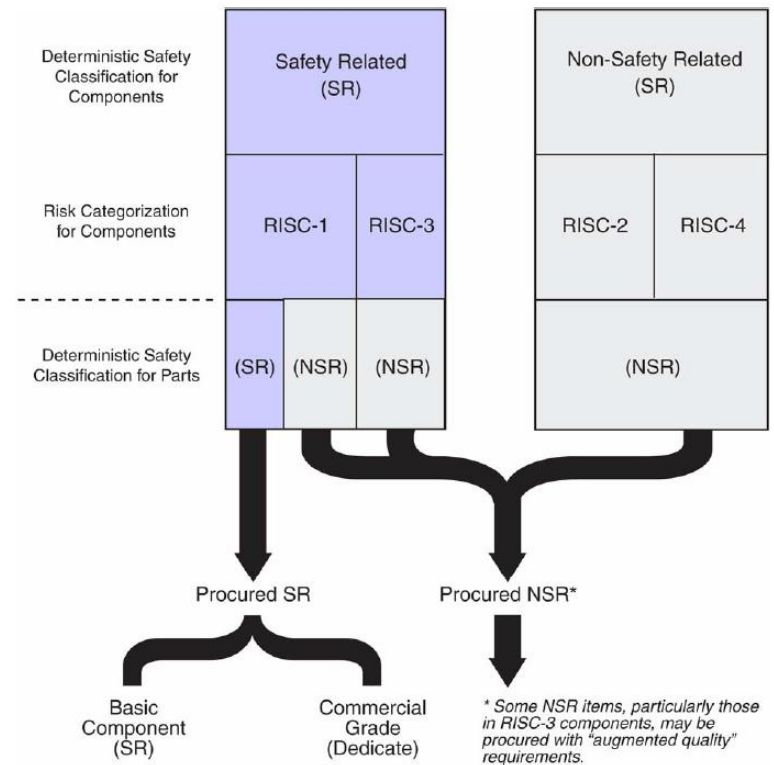 Deterministic Safety
Classification for
Components
Safety Related
(SR)
Non-Safety Related
(SR)
Risk Categorization
for Components
RISC-1
RISC-3
RISC-2
RISC-4
Deterministic Safety
Classification for Parts
(SR)
(NSR)
(NSR)
(NSR)
Procured SR
Procured NSR*
Basic
Component
(SR)
Commercial
Grade
(Dedicate)
* Some NSR items, particularly those
in RISC-3 components, may be
procured with “augmented quality”
requirements.